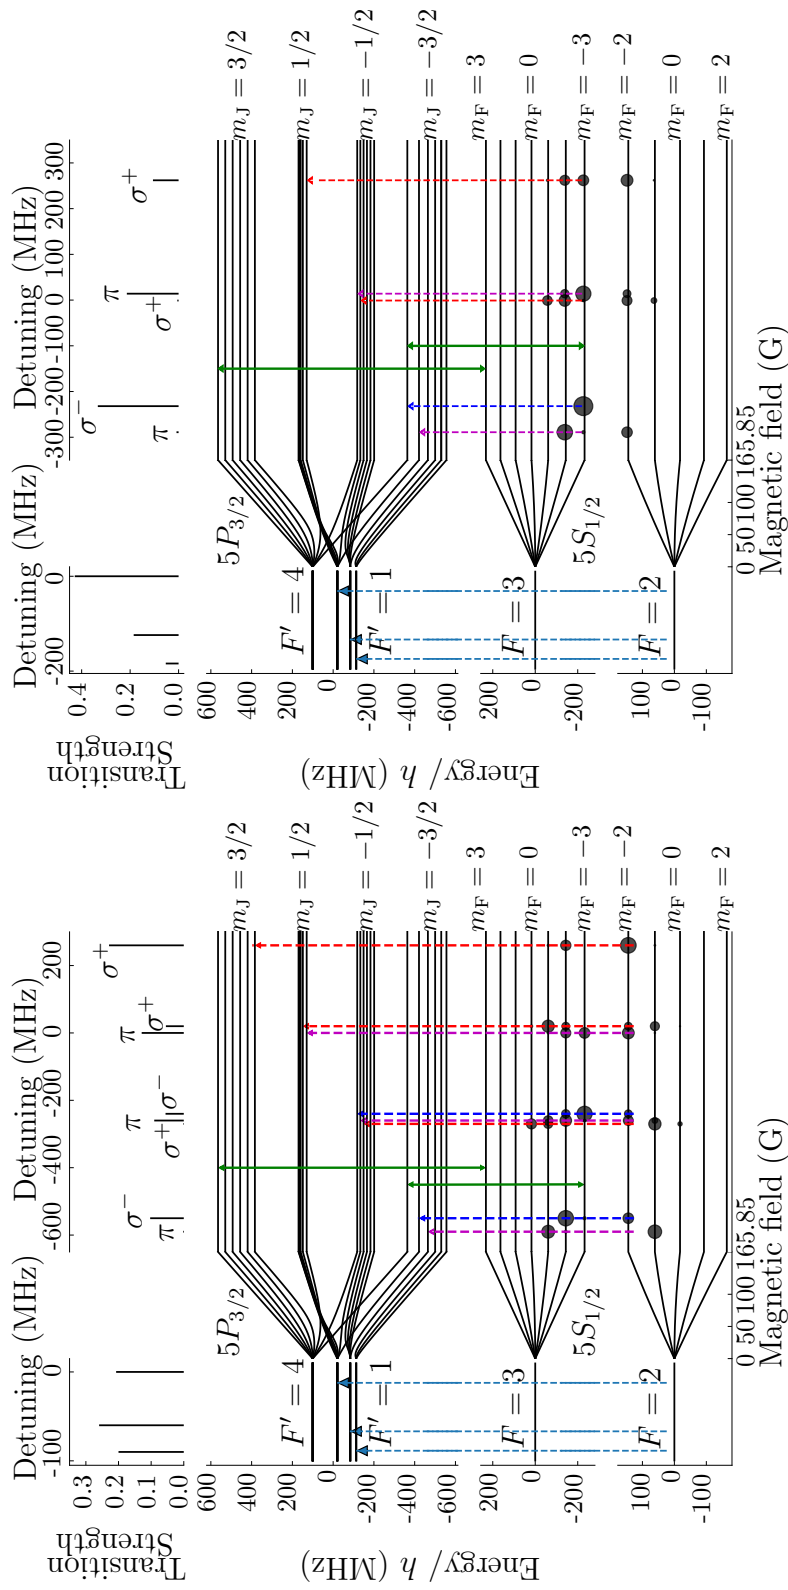 Detuning (MHz) Detuning (MHz)
-100 0 -600 -400 -200 0 200
Transition
Strength
0.3
0.2
0.1
0.0
σ⁻
π
π
σ⁺ σ⁻
π
σ⁺
σ⁺
Energy/h (MHz)
600
400
200
0
-200
-400
-600
200
0
-200
100
0
-100
5P3/2
F′ = 4
F′ = 1
F = 3
5S1/2
F = 2
mJ = 3/2
mJ = 1/2
mJ = −1/2
mJ = −3/2
mF = 3
mF = 0
mF = −3
mF = −2
mF = 0
mF = 2
0 50 100 165.85
Magnetic field (G)
Detuning (MHz) Detuning (MHz)
-200 0 -300 -200 -100 0 100 200 300
Transition
Strength
0.4
0.2
0.0
σ⁻
π
π
σ⁺
σ⁺
Energy/h (MHz)
600
400
200
0
-200
-400
-600
200
0
-200
100
0
-100
5P3/2
F′ = 4
F′ = 1
F = 3
5S1/2
F = 2
mJ = 3/2
mJ = 1/2
mJ = −1/2
mJ = −3/2
mF = 3
mF = 0
mF = −3
mF = −2
mF = 0
mF = 2
0 50 100 165.85
Magnetic field (G)